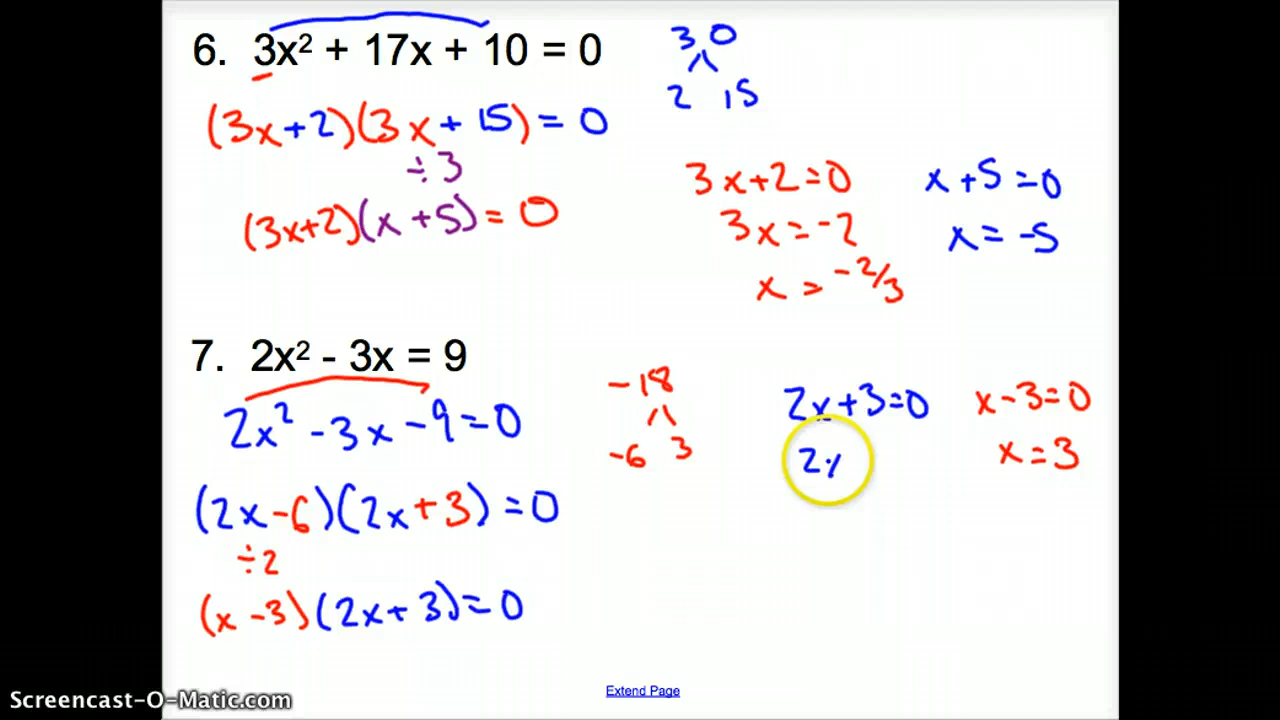 6. 3x² + 17x + 10 = 0
30
2 15
(3x+2)(3x + 15) = 0
÷3
(3x+2)(x +5) = 0
3x+2=0
3x = -2
x = -2/3
x +5 =0
x = -5
7. 2x² - 3x = 9
2x² -3x -9=0
-18
-6 3
(2x -6)(2x +3) =0
÷2
(x -3)(2x+3)=0
2x+3=0
2x
x-3=0
x=3
Extend Page
Screencast-O-Matic.com